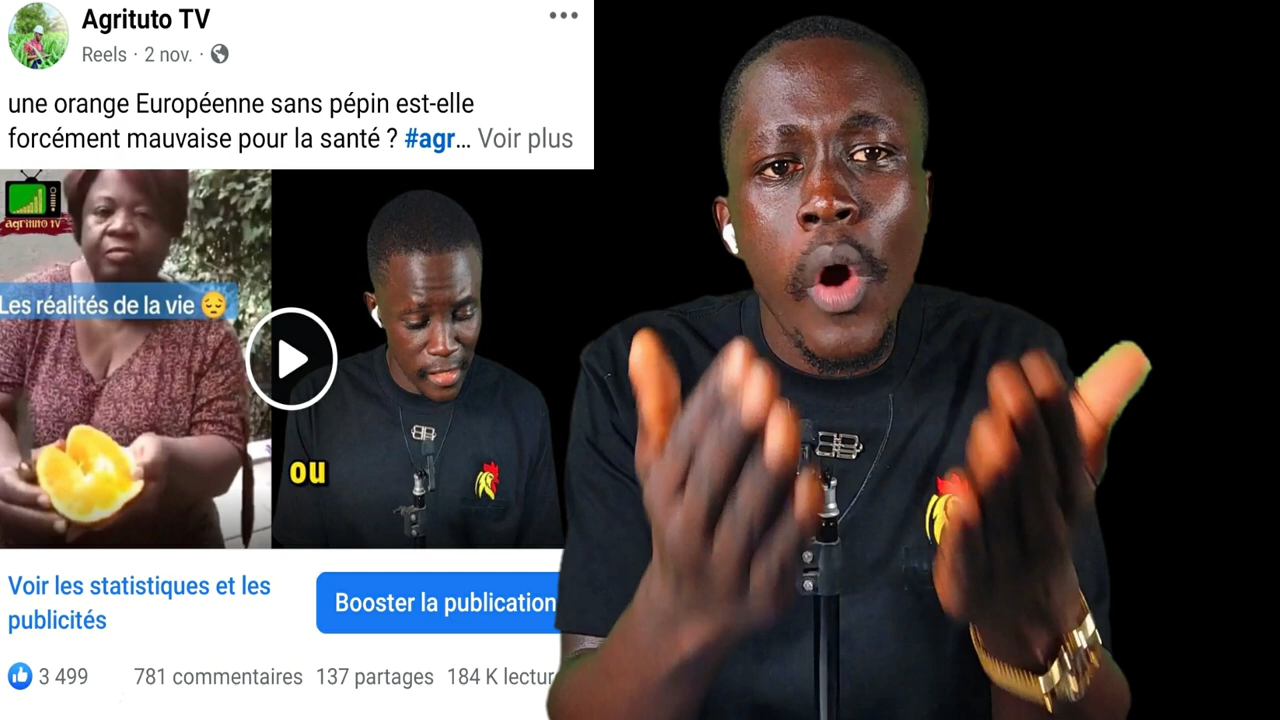 Agrituto TV
Reels · 2 nov. ·
une orange Européenne sans pépin est-elle
forcément mauvaise pour la santé ? #agr... Voir plus
agrituto tv
Les réalités de la vie 😔
ou
Voir les statistiques et les
publicités
Booster la publication
3 499 781 commentaires 137 partages 184 K lectur